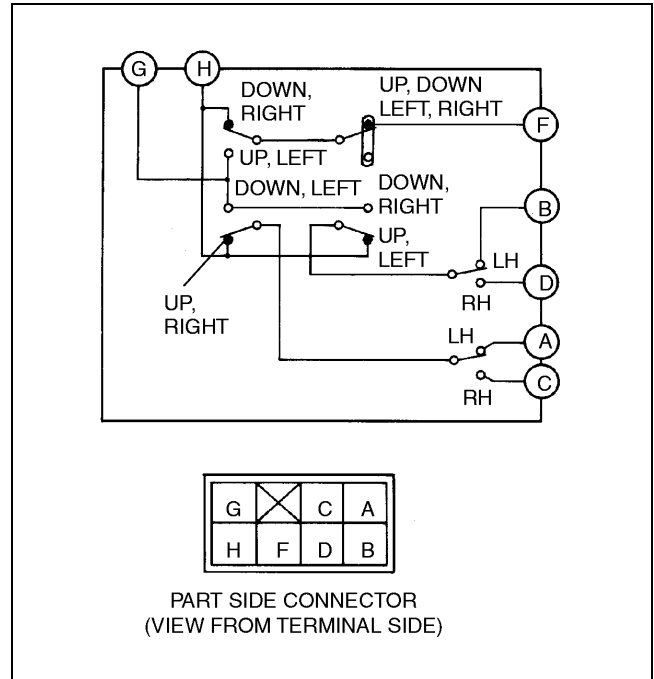 G
H
DOWN,
RIGHT
UP, DOWN
LEFT, RIGHT
F
UP, LEFT
DOWN, LEFT
DOWN,
RIGHT
B
UP,
LEFT
LH
D
RH
UP,
RIGHT
LH
A
C
RH
G C A
H F D B
PART SIDE CONNECTOR
(VIEW FROM TERMINAL SIDE)